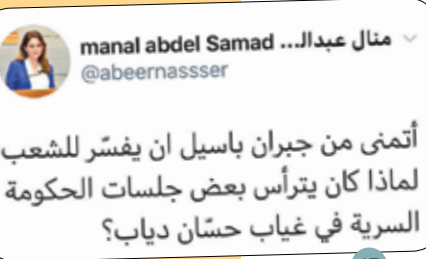 manal abdel Samad ...منال عبدالـ
@abeernassser
أتمنى من جبران باسيل ان يفسّر للشعب
لماذا كان يترأس بعض جلسات الحكومة
السرية في غياب حسّان دياب؟